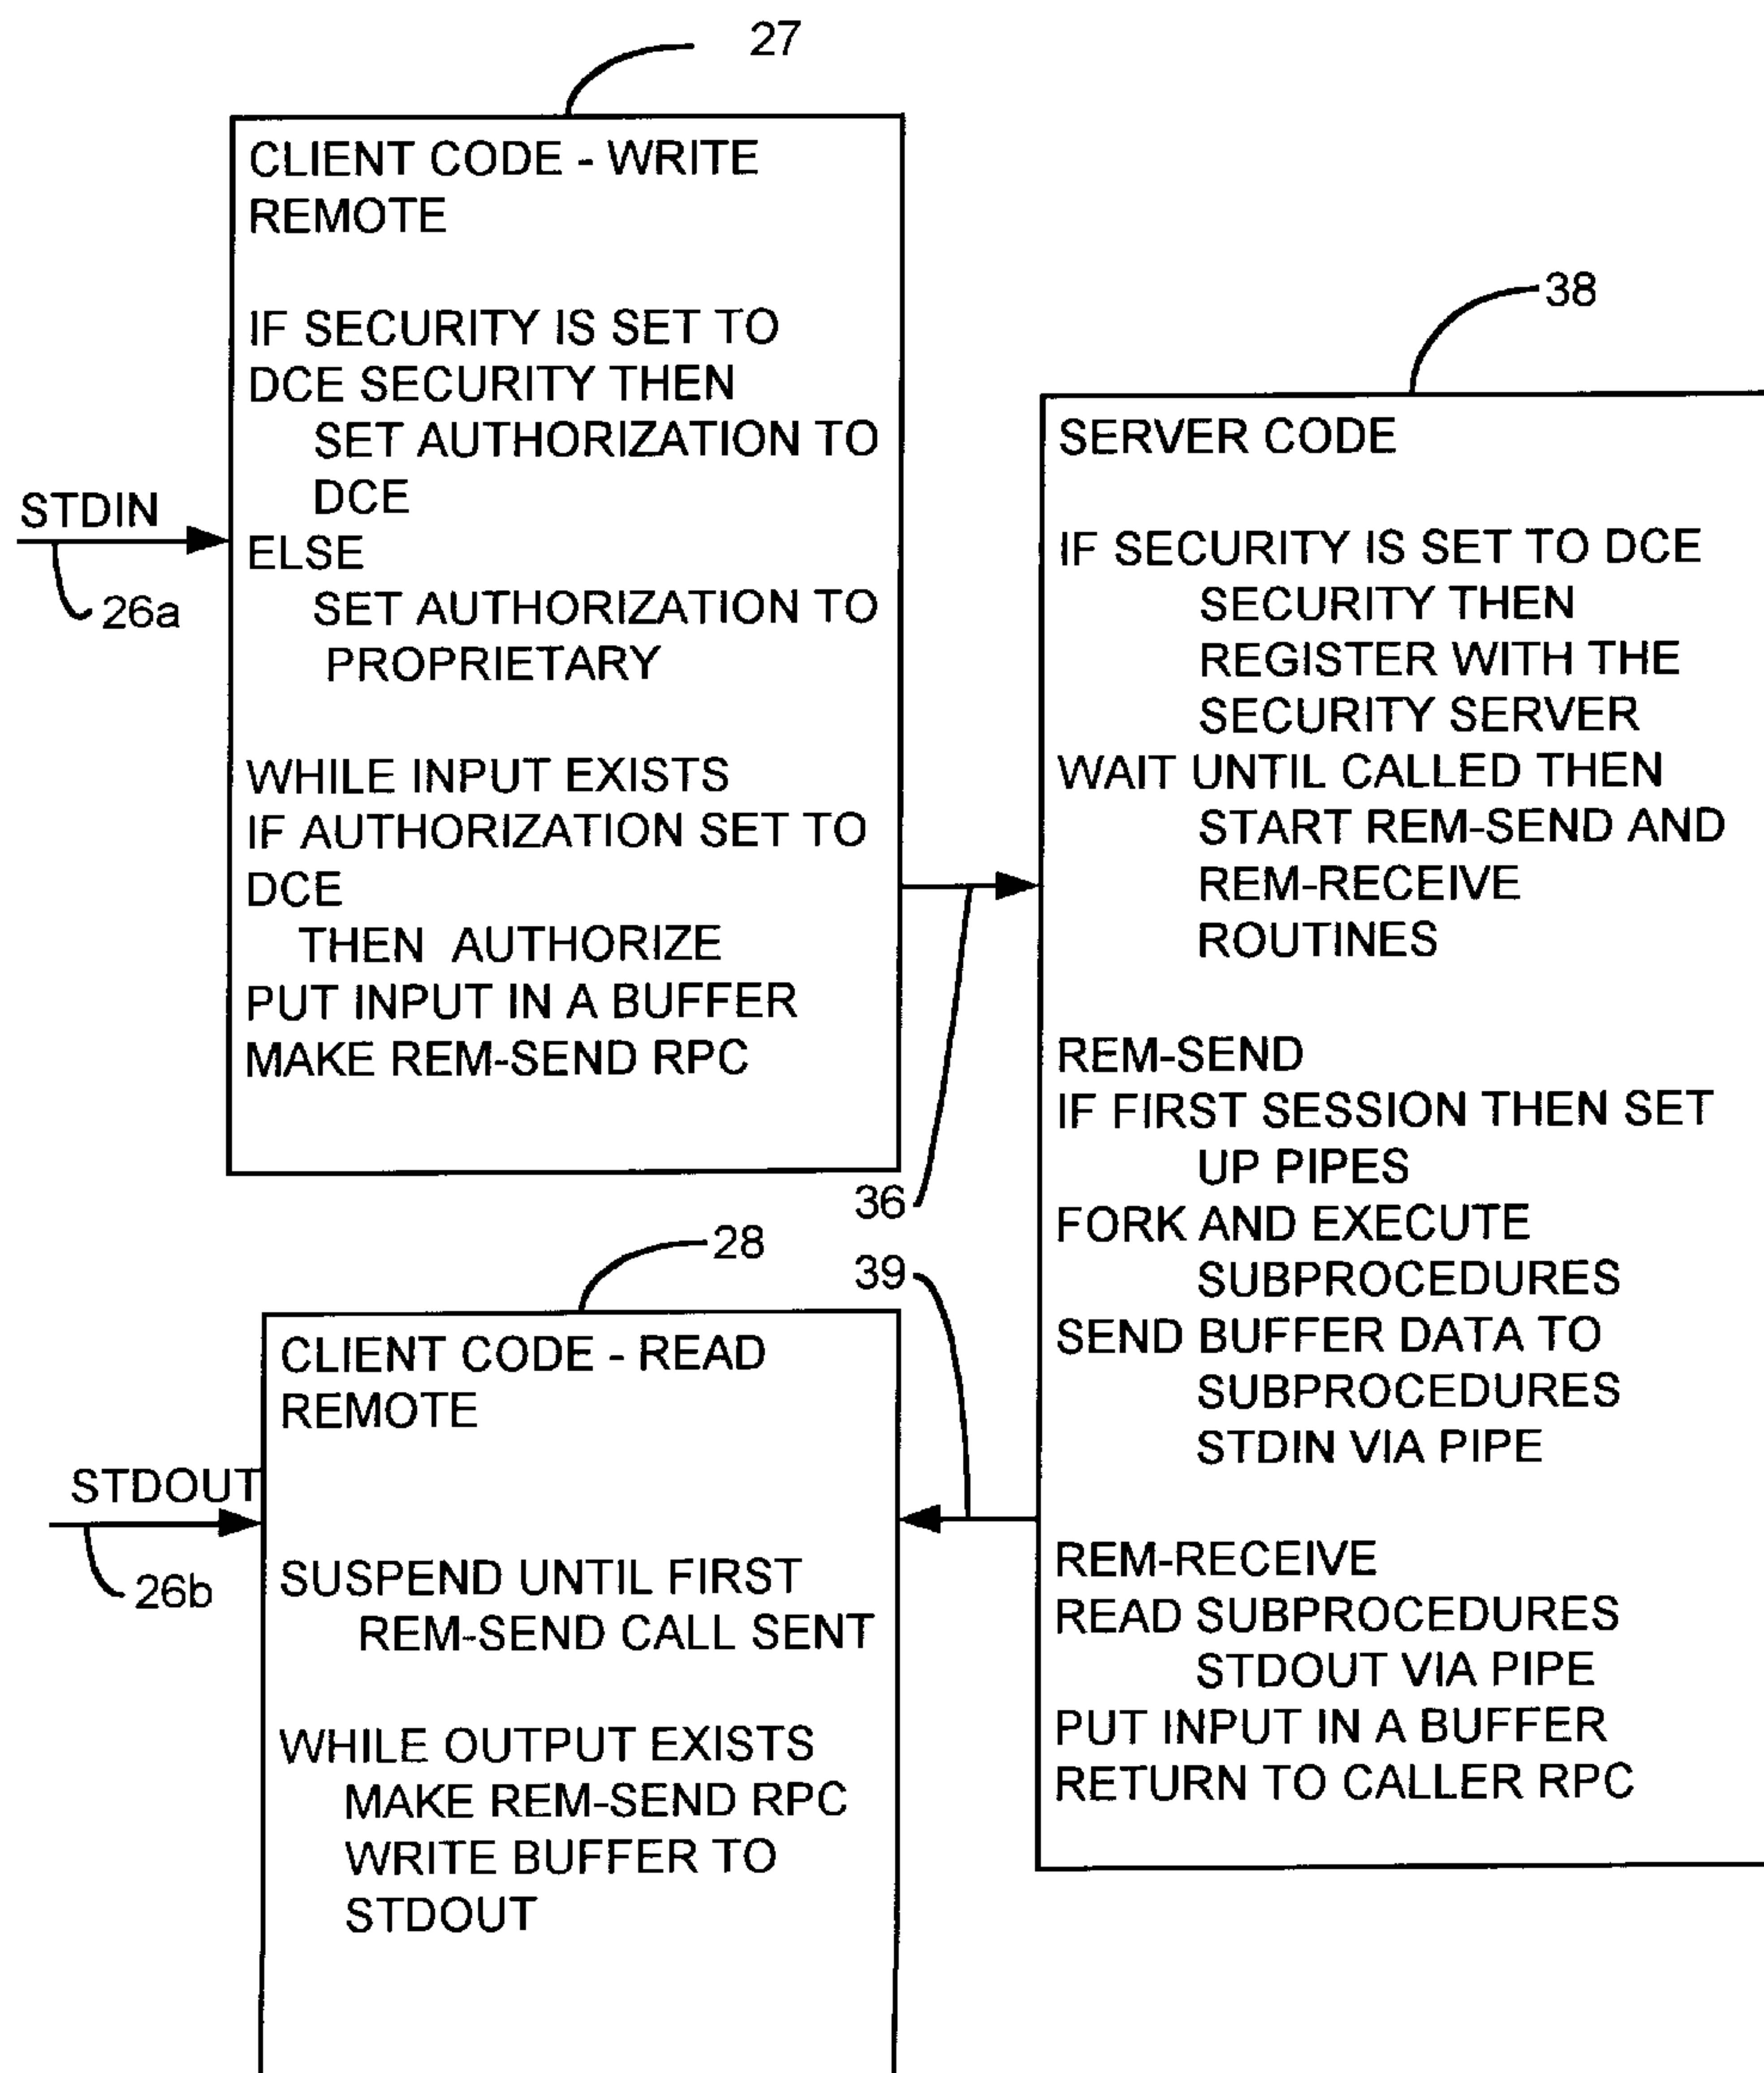 27
CLIENT CODE - WRITE
REMOTE
IF SECURITY IS SET TO
DCE SECURITY THEN
SET AUTHORIZATION TO
DCE
ELSE
SET AUTHORIZATION TO
PROPRIETARY
WHILE INPUT EXISTS
IF AUTHORIZATION SET TO
DCE
THEN AUTHORIZE
PUT INPUT IN A BUFFER
MAKE REM-SEND RPC
STDIN
26a
36
38
SERVER CODE
IF SECURITY IS SET TO DCE
SECURITY THEN
REGISTER WITH THE
SECURITY SERVER
WAIT UNTIL CALLED THEN
START REM-SEND AND
REM-RECEIVE
ROUTINES
REM-SEND
IF FIRST SESSION THEN SET
UP PIPES
FORK AND EXECUTE
SUBPROCEDURES
SEND BUFFER DATA TO
SUBPROCEDURES
STDIN VIA PIPE
REM-RECEIVE
READ SUBPROCEDURES
STDOUT VIA PIPE
PUT INPUT IN A BUFFER
RETURN TO CALLER RPC
39
28
CLIENT CODE - READ
REMOTE
SUSPEND UNTIL FIRST
REM-SEND CALL SENT
WHILE OUTPUT EXISTS
MAKE REM-SEND RPC
WRITE BUFFER TO
STDOUT
STDOUT
26b